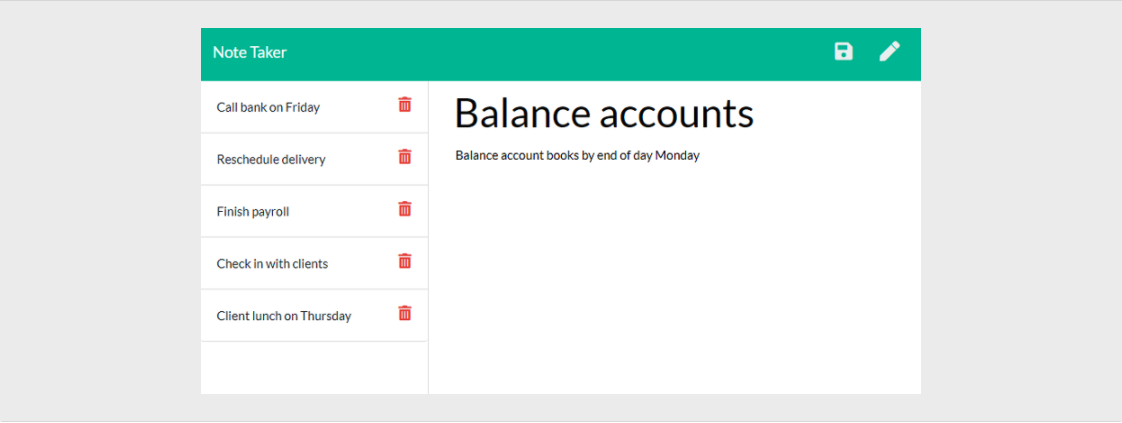 Note Taker
Call bank on Friday
Reschedule delivery
Finish payroll
Check in with clients
Client lunch on Thursday
Balance accounts
Balance account books by end of day Monday